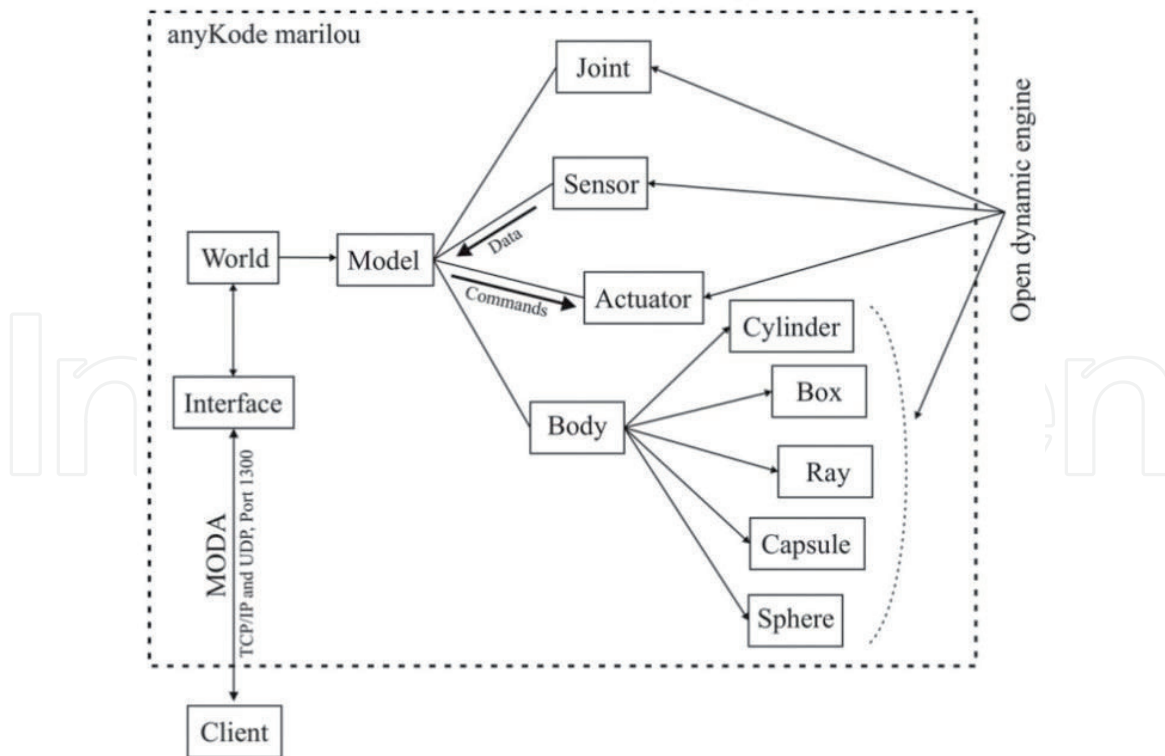 anyKode marilou
Joint
Sensor
Data
World
Model
Commands
Actuator
Open dynamic engine
Cylinder
Box
Interface
Body
Ray
MODA
TCP/IP and UDP, Port 1300
Capsule
Sphere
Client